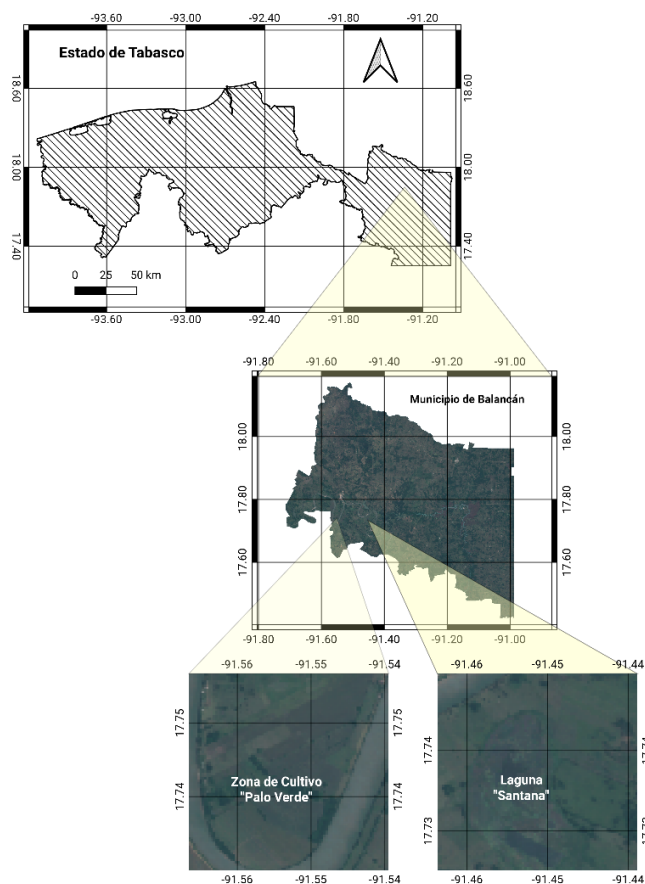 -93.60 -93.00 -92.40 -91.80 -91.20
Estado de Tabasco
18.60 18.60
18.00 18.00
17.40 17.40
0 25 50 km
-93.60 -93.00 -92.40 -91.80 -91.20
-91.80 -91.60 -91.40 -91.20 -91.00
Municipio de Balancán
18.00 18.00
17.80 17.80
17.60 17.60
-91.80 -91.60 -91.40 -91.20 -91.00
-91.56 -91.55 -91.54
17.75 17.75
17.74 17.74
Zona de Cultivo
"Palo Verde"
-91.56 -91.55 -91.54
-91.46 -91.45 -91.44
17.74
17.73
Laguna
"Santana"
-91.46 -91.45 -91.44